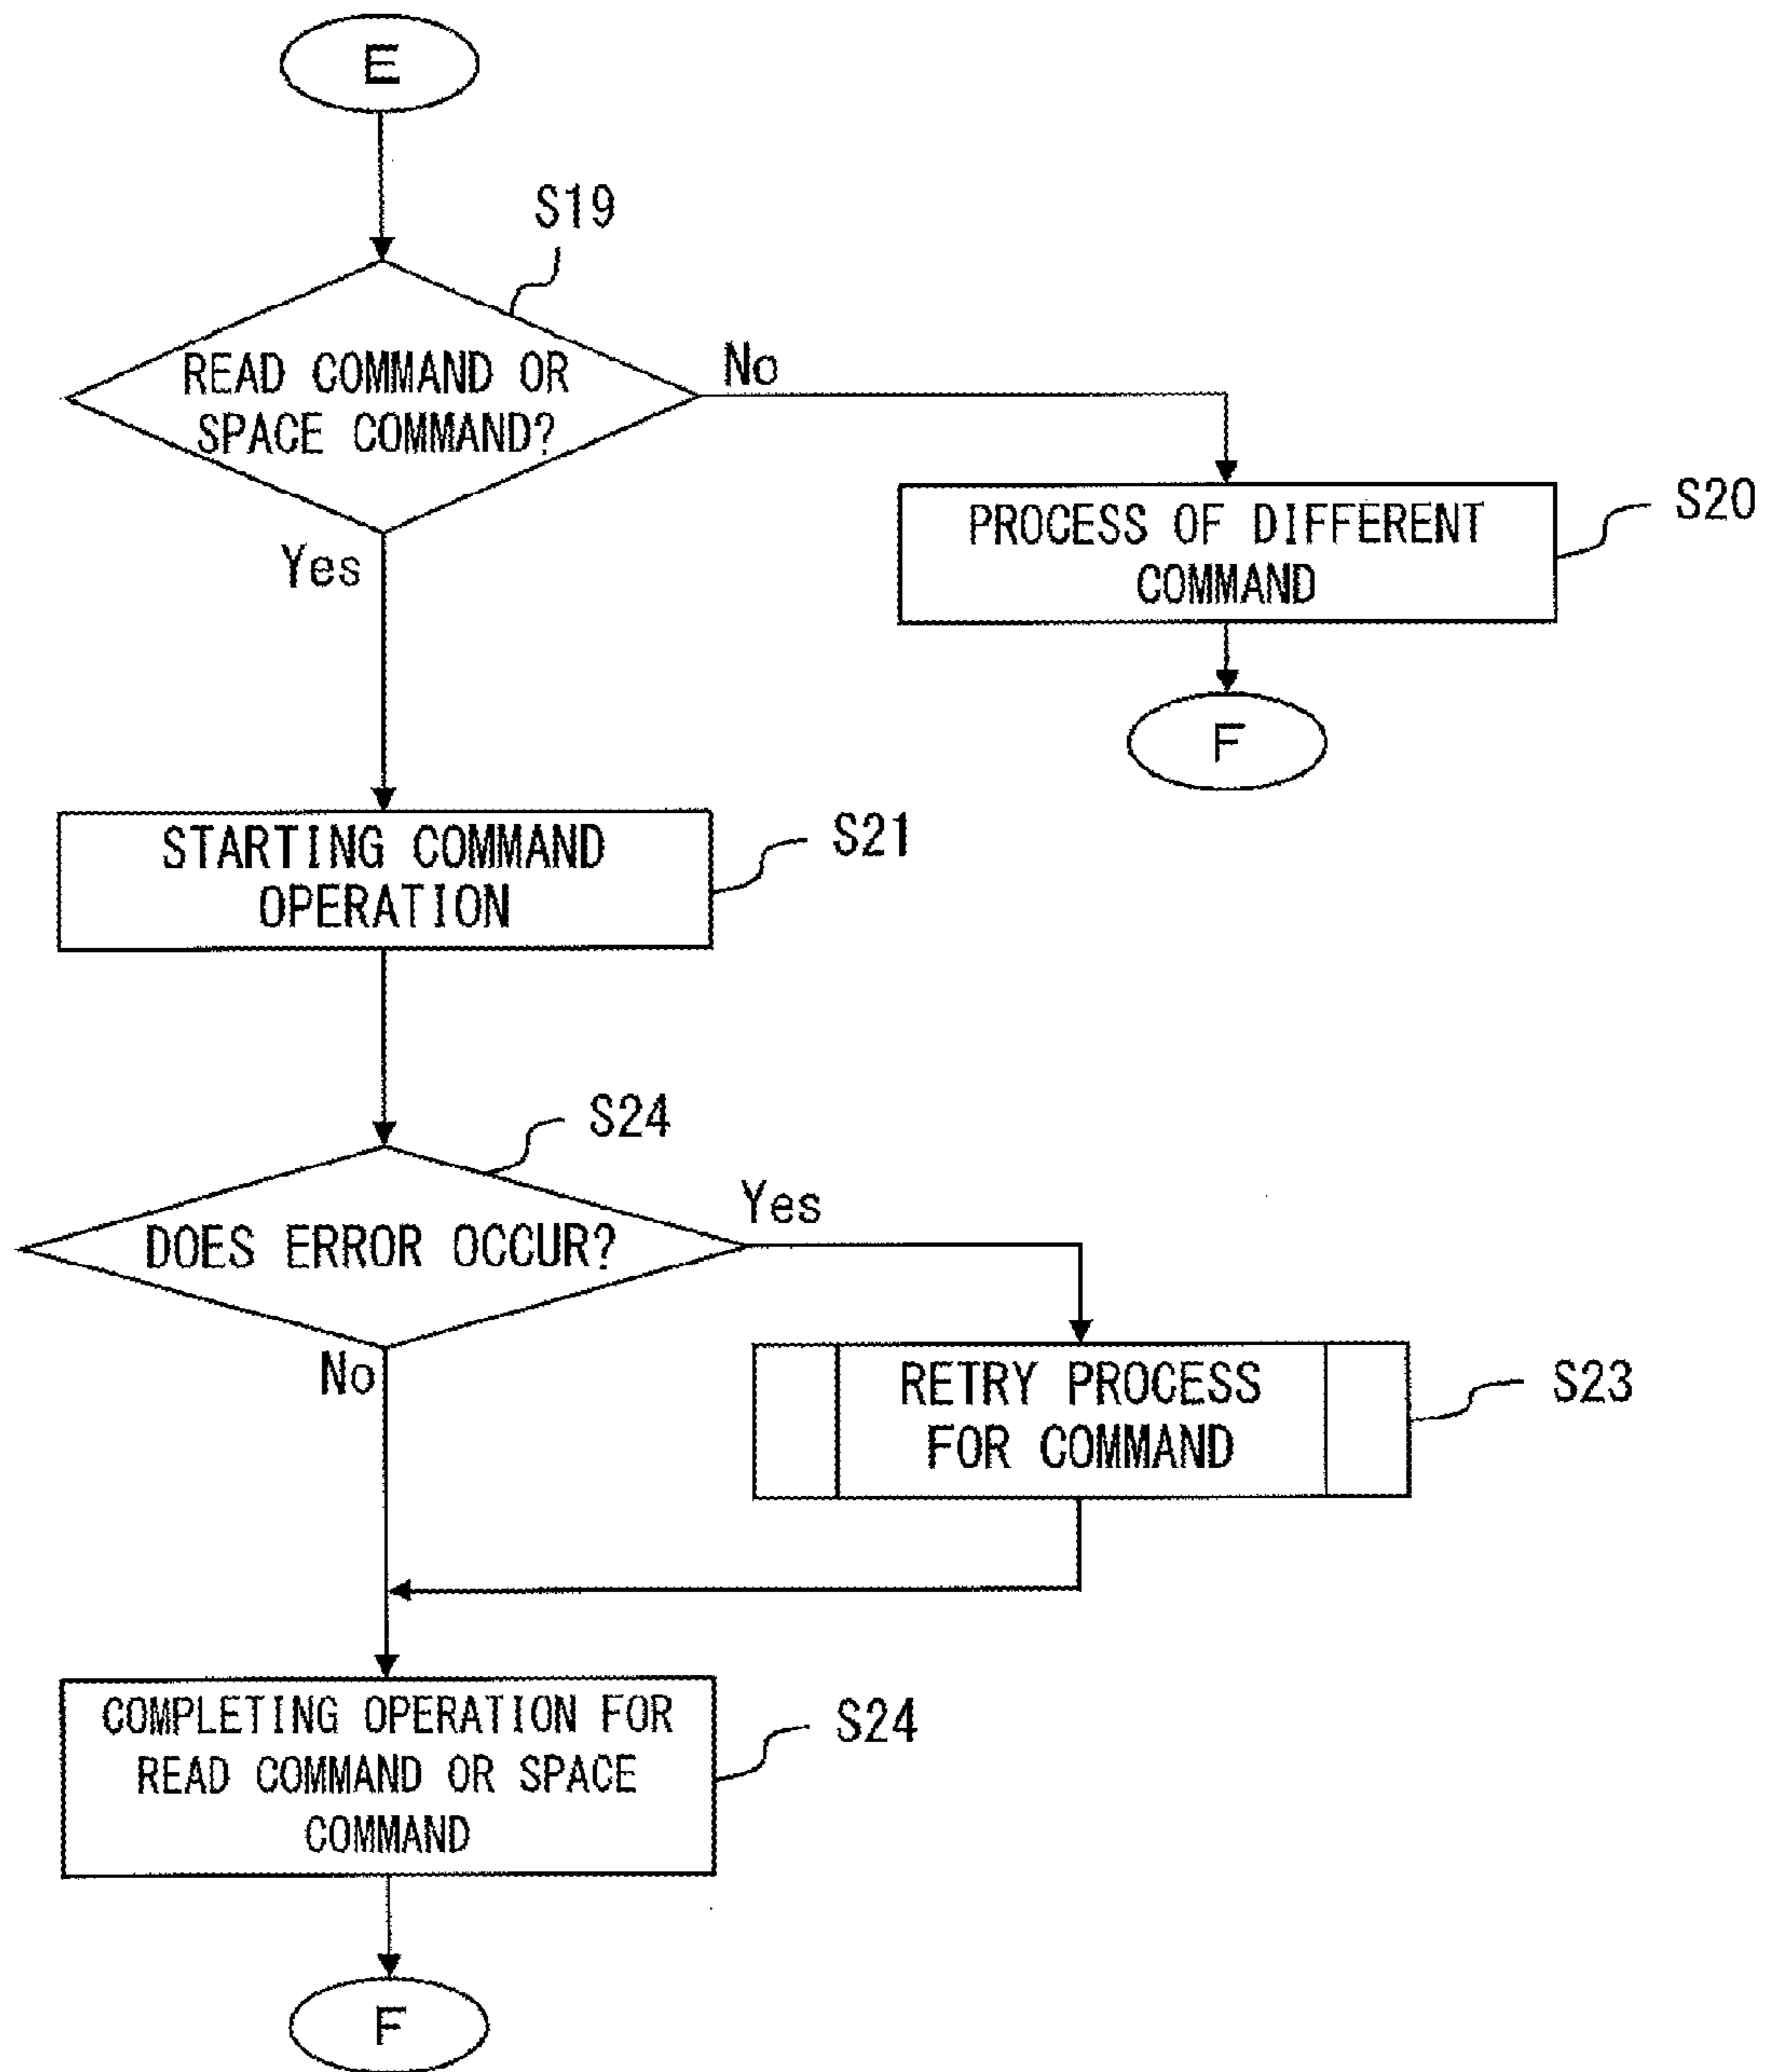 E
S19
READ COMMAND OR
SPACE COMMAND?
No
Yes
PROCESS OF DIFFERENT
COMMAND
S20
F
STARTING COMMAND
OPERATION
S21
S24
DOES ERROR OCCUR?
Yes
No
RETRY PROCESS
FOR COMMAND
S23
COMPLETING OPERATION FOR
READ COMMAND OR SPACE
COMMAND
S24
F